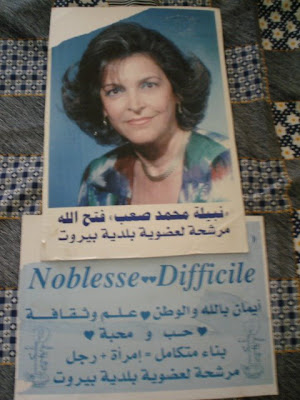 «نبيلة محمد صعب» فتح الله
مرشحة لعضوية بلدية بيروت
Noblesse Difficile
أيمان بالله والوطن علم وثقافة
حب و محبة
بناء متكامل = إمرأة + رجل
مرشحة لعضوية بلدية بيروت